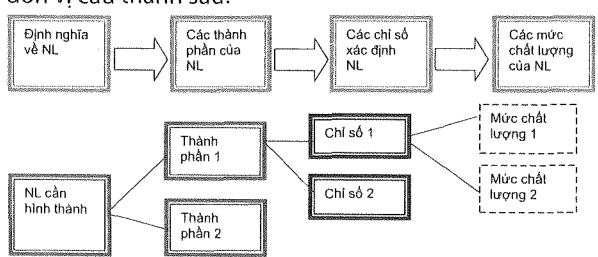 đơn vị cấu thành sau:
Định nghĩa
về NL
Các thành
phần của
NL
Các chỉ số
xác định
NL
Các mức
chất lượng
của NL
NL cần
hình thành
Thành
phần 1
Thành
phần 2
Chỉ số 1
Chỉ số 2
Mức chất
lượng 1
Mức chất
lượng 2